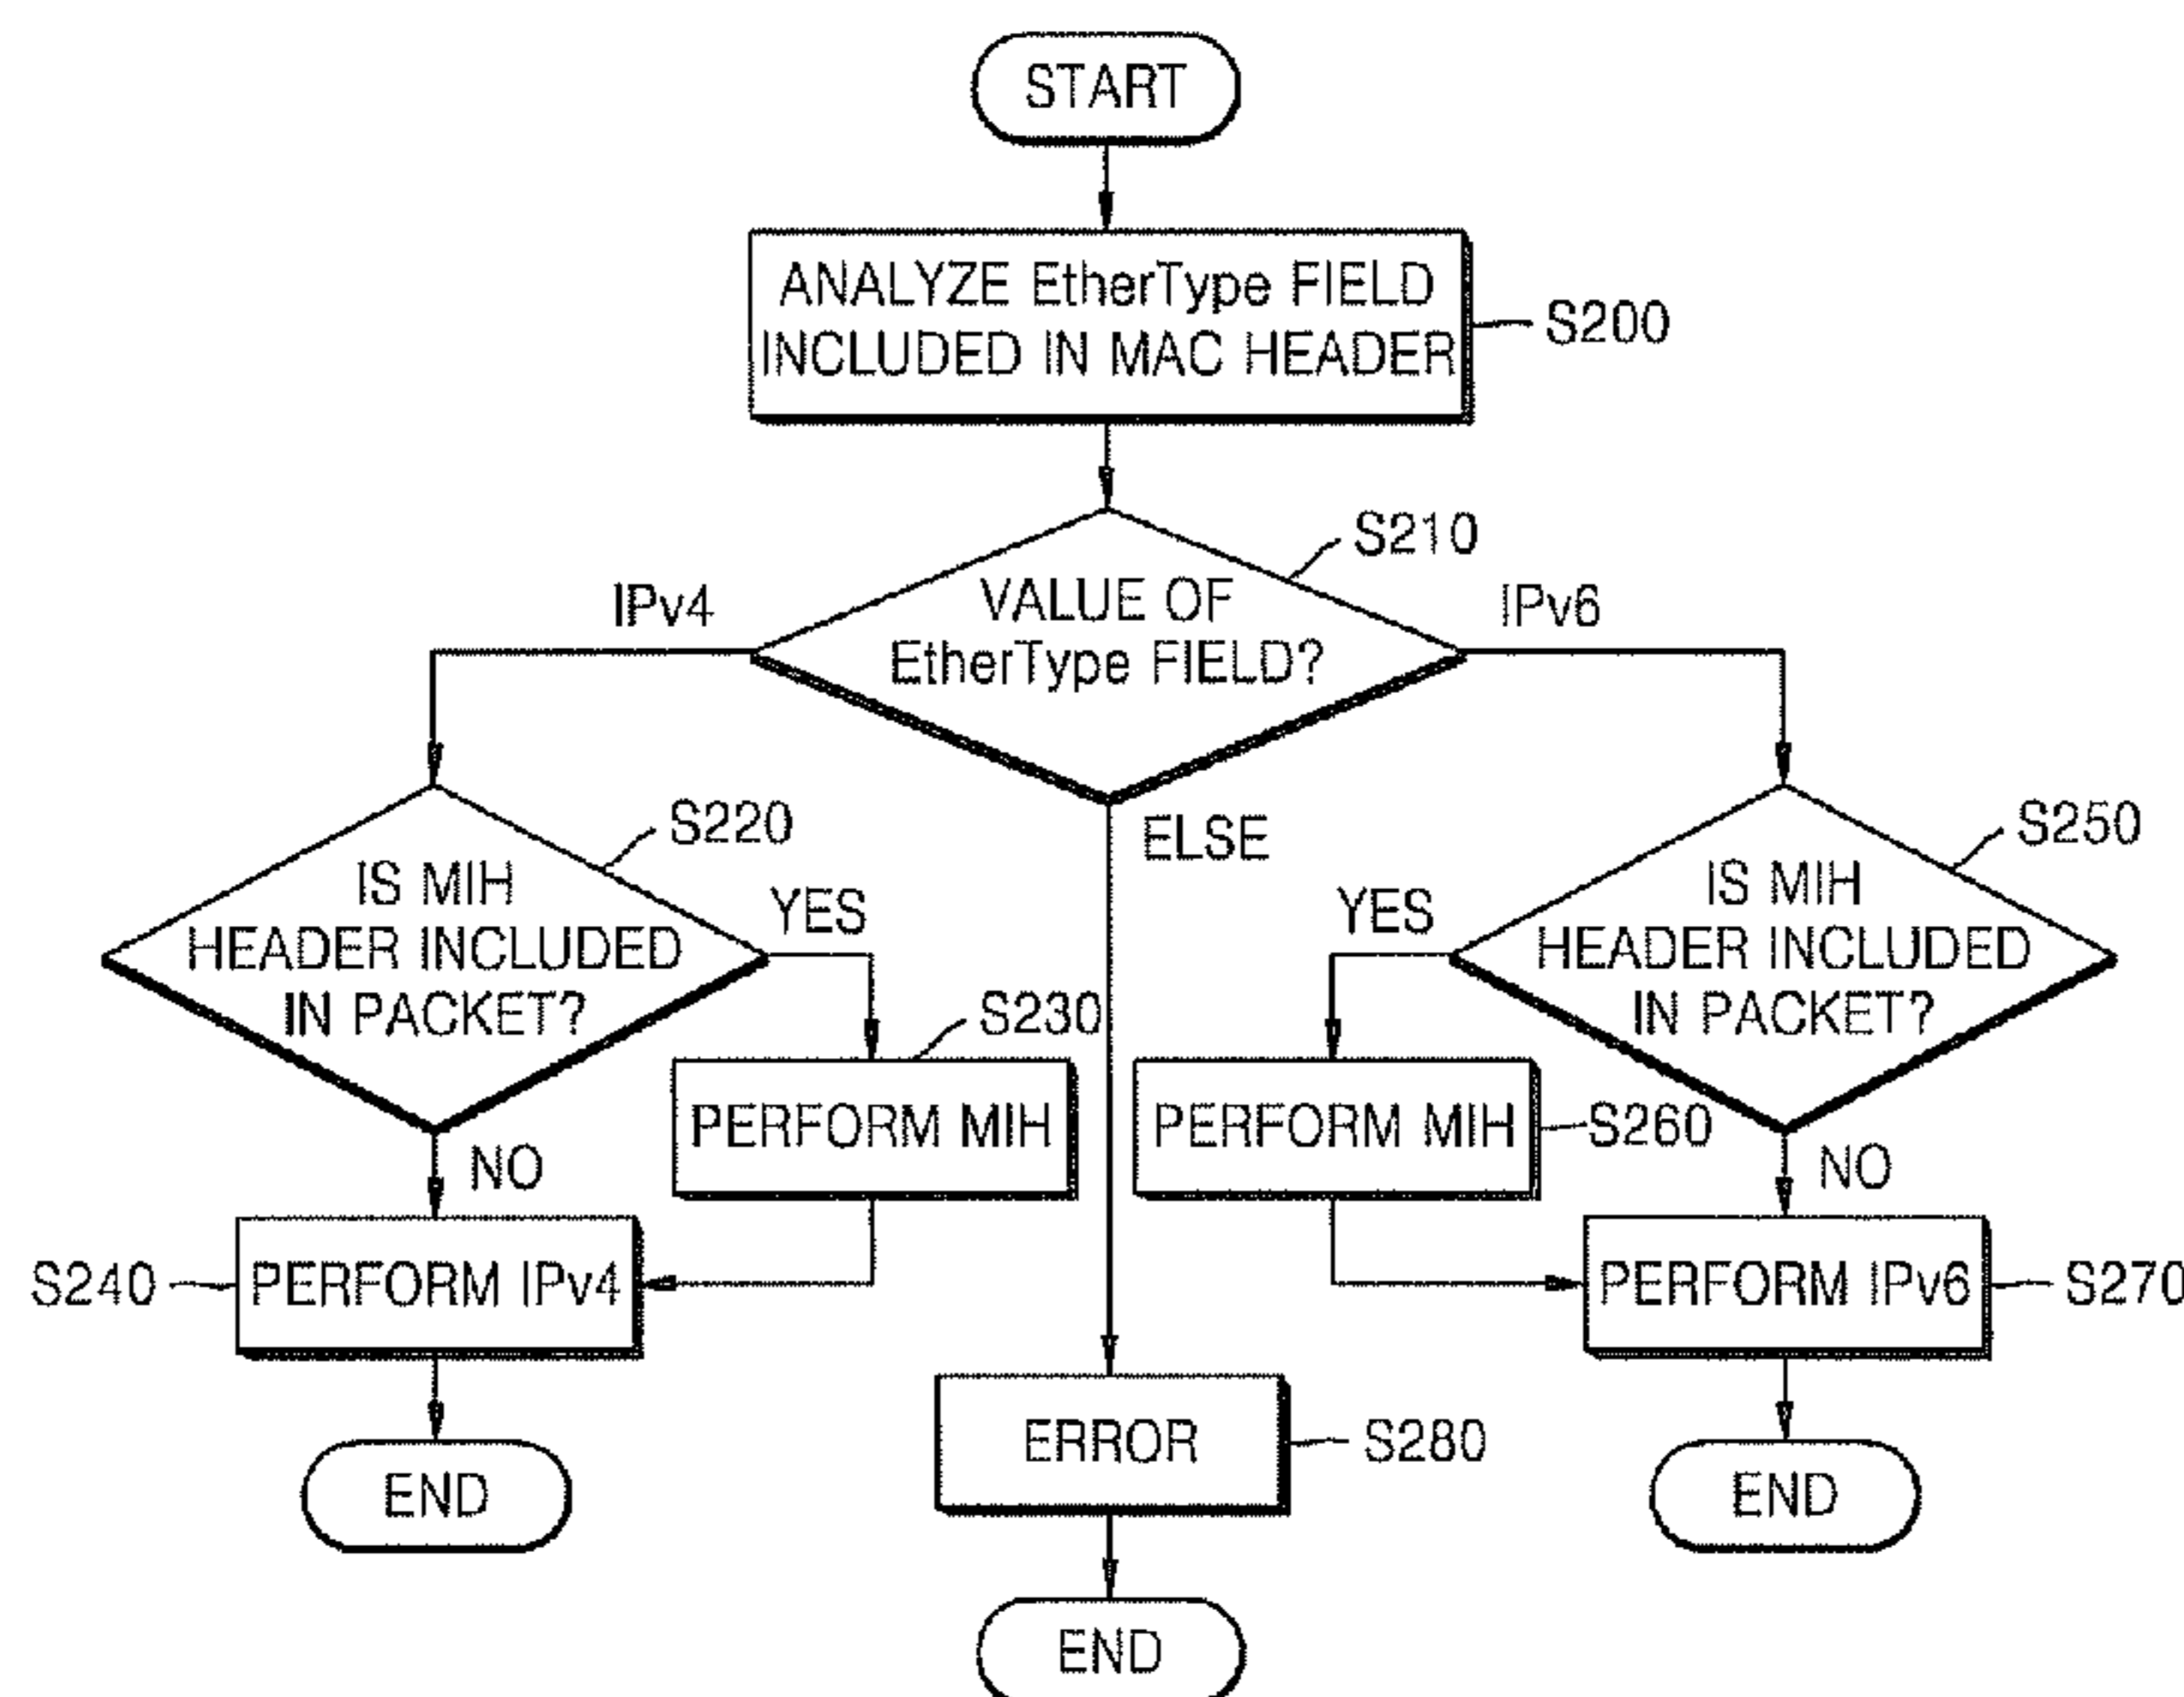 START
ANALYZE EtherType FIELD
INCLUDED IN MAC HEADER
S200
S210
VALUE OF
EtherType FIELD?
IPv4
IPv6
ELSE
S220
IS MIH
HEADER INCLUDED
IN PACKET?
YES
NO
S230
PERFORM MIH
S240
PERFORM IPv4
END
S250
IS MIH
HEADER INCLUDED
IN PACKET?
YES
NO
PERFORM MIH
S260
PERFORM IPv6
S270
END
ERROR
S280
END